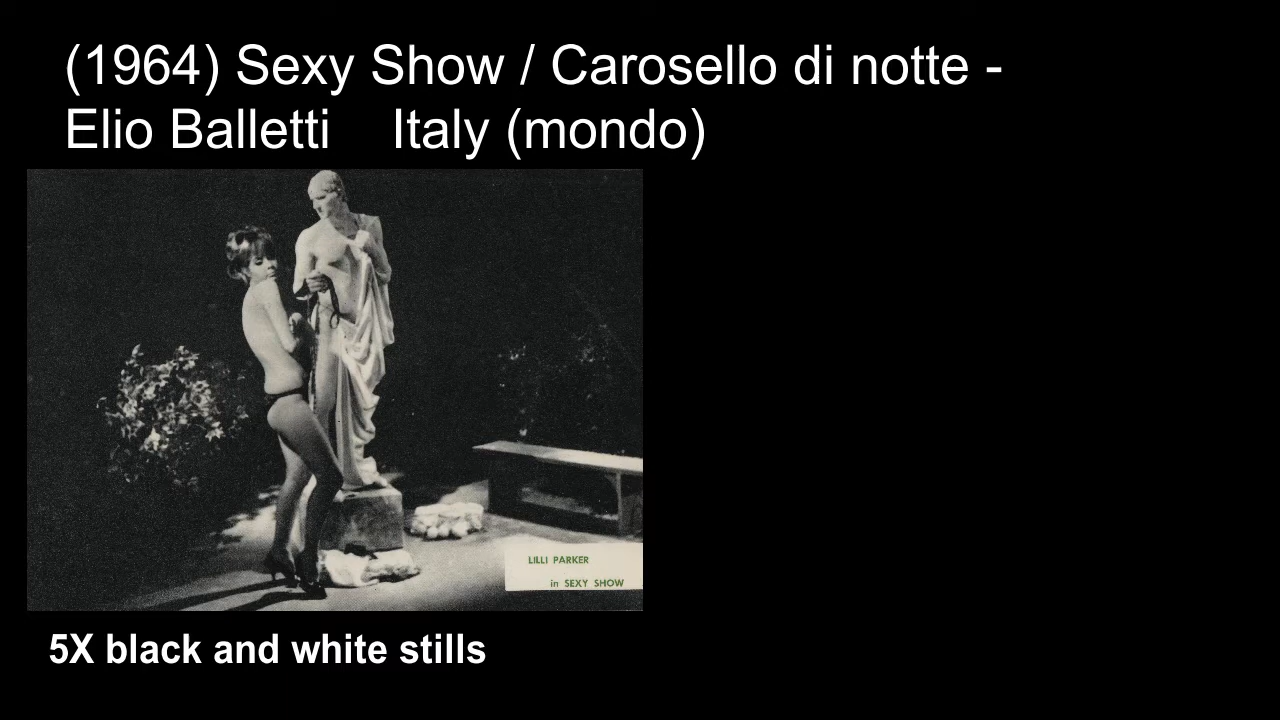 (1964) Sexy Show / Carosello di notte -
Elio Balletti    Italy (mondo)
LILLI PARKER
in SEXY SHOW
5X black and white stills